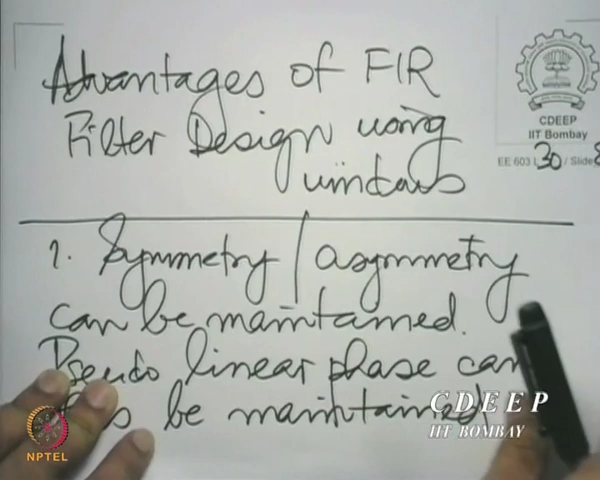 Advantages of FIR
Filter Design using
windows
CDEEP
IIT Bombay
EE 603 L 30 / Slide
1. Symmetry / asymmetry
can be maintained.
Pseudo linear phase can
be maintained
CDEEP
IIT BOMBAY
NPTEL